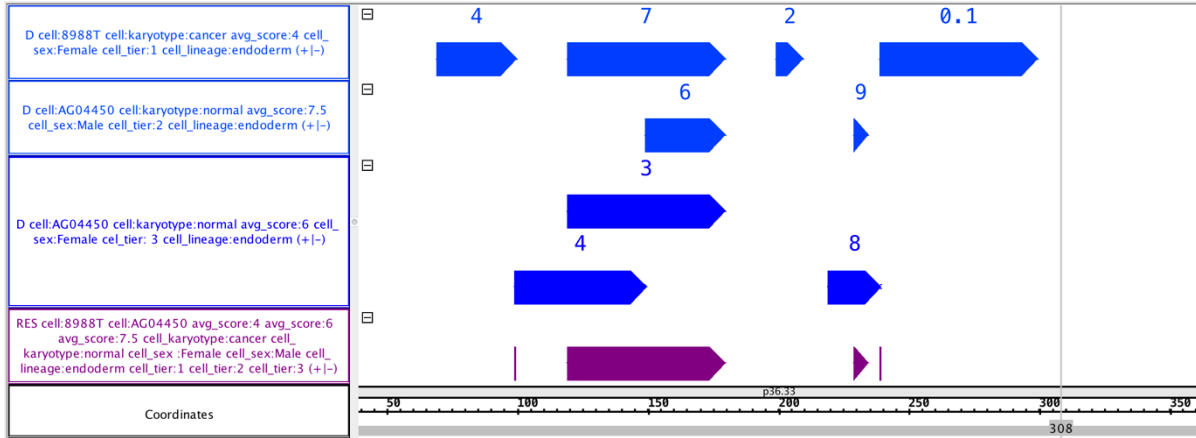 D cell:8988T cell:karyotype:cancer avg_score:4 cell_
sex:Female cell_tier:1 cell_lineage:endoderm (+|-)
4 7 2 0.1
D cell:AG04450 cell:karyotype:normal avg_score:7.5
cell_sex:Male cell_tier:2 cell_lineage:endoderm (+|-)
6 9
D cell:AG04450 cell:karyotype:normal avg_score:6 cell_
sex:Female cel_tier: 3 cell_lineage:endoderm (+|-)
3
4 8
RES cell:8988T cell:AG04450 avg_score:4 avg_score:6
avg_score:7.5 cell_karyotype:cancer cell_
karyotype:normal cell_sex :Female cell_sex:Male cell_
lineage:endoderm cell_tier:1 cell_tier:2 cell_tier:3 (+|-)
Coordinates
p36.33
50 100 150 200 250 300 350
308